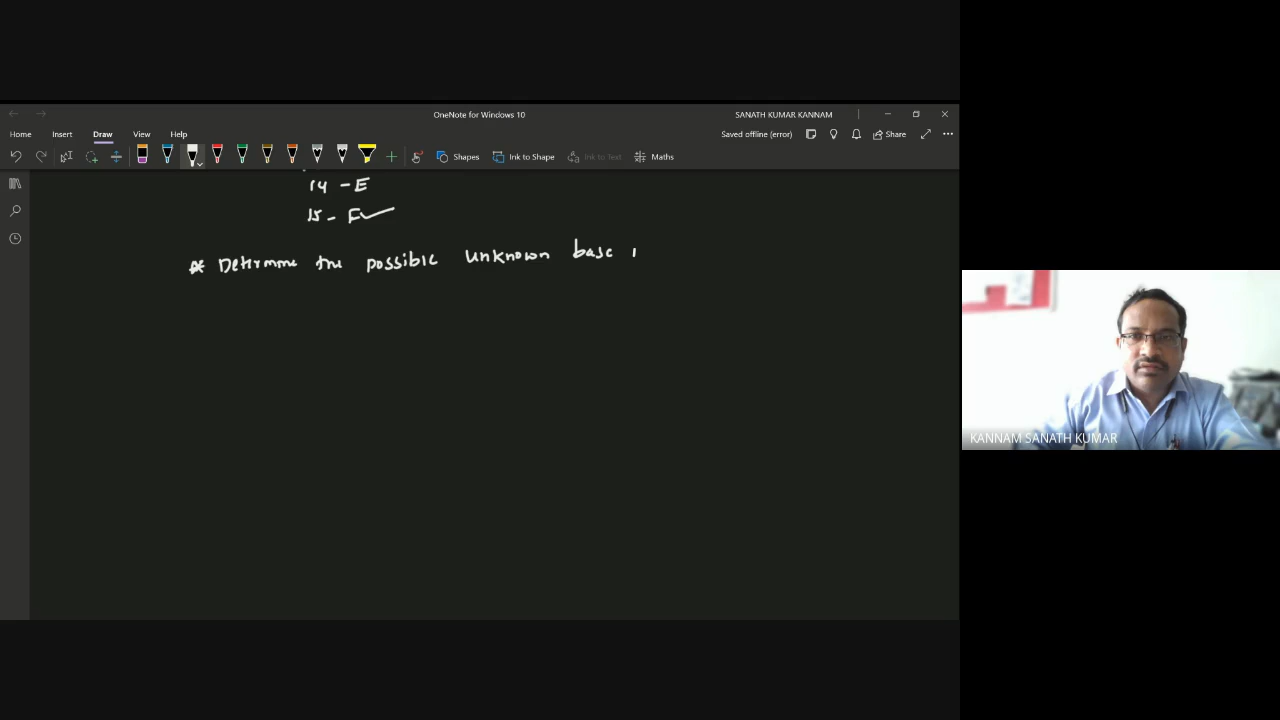 OneNote for Windows 10
SANATH KUMAR KANNAM
Home Insert Draw View Help
Saved offline (error) Share
Shapes Ink to Shape Ink to Text Maths
14 - E
15 - F
* Determine the possible unknown base
KANNAM SANATH KUMAR